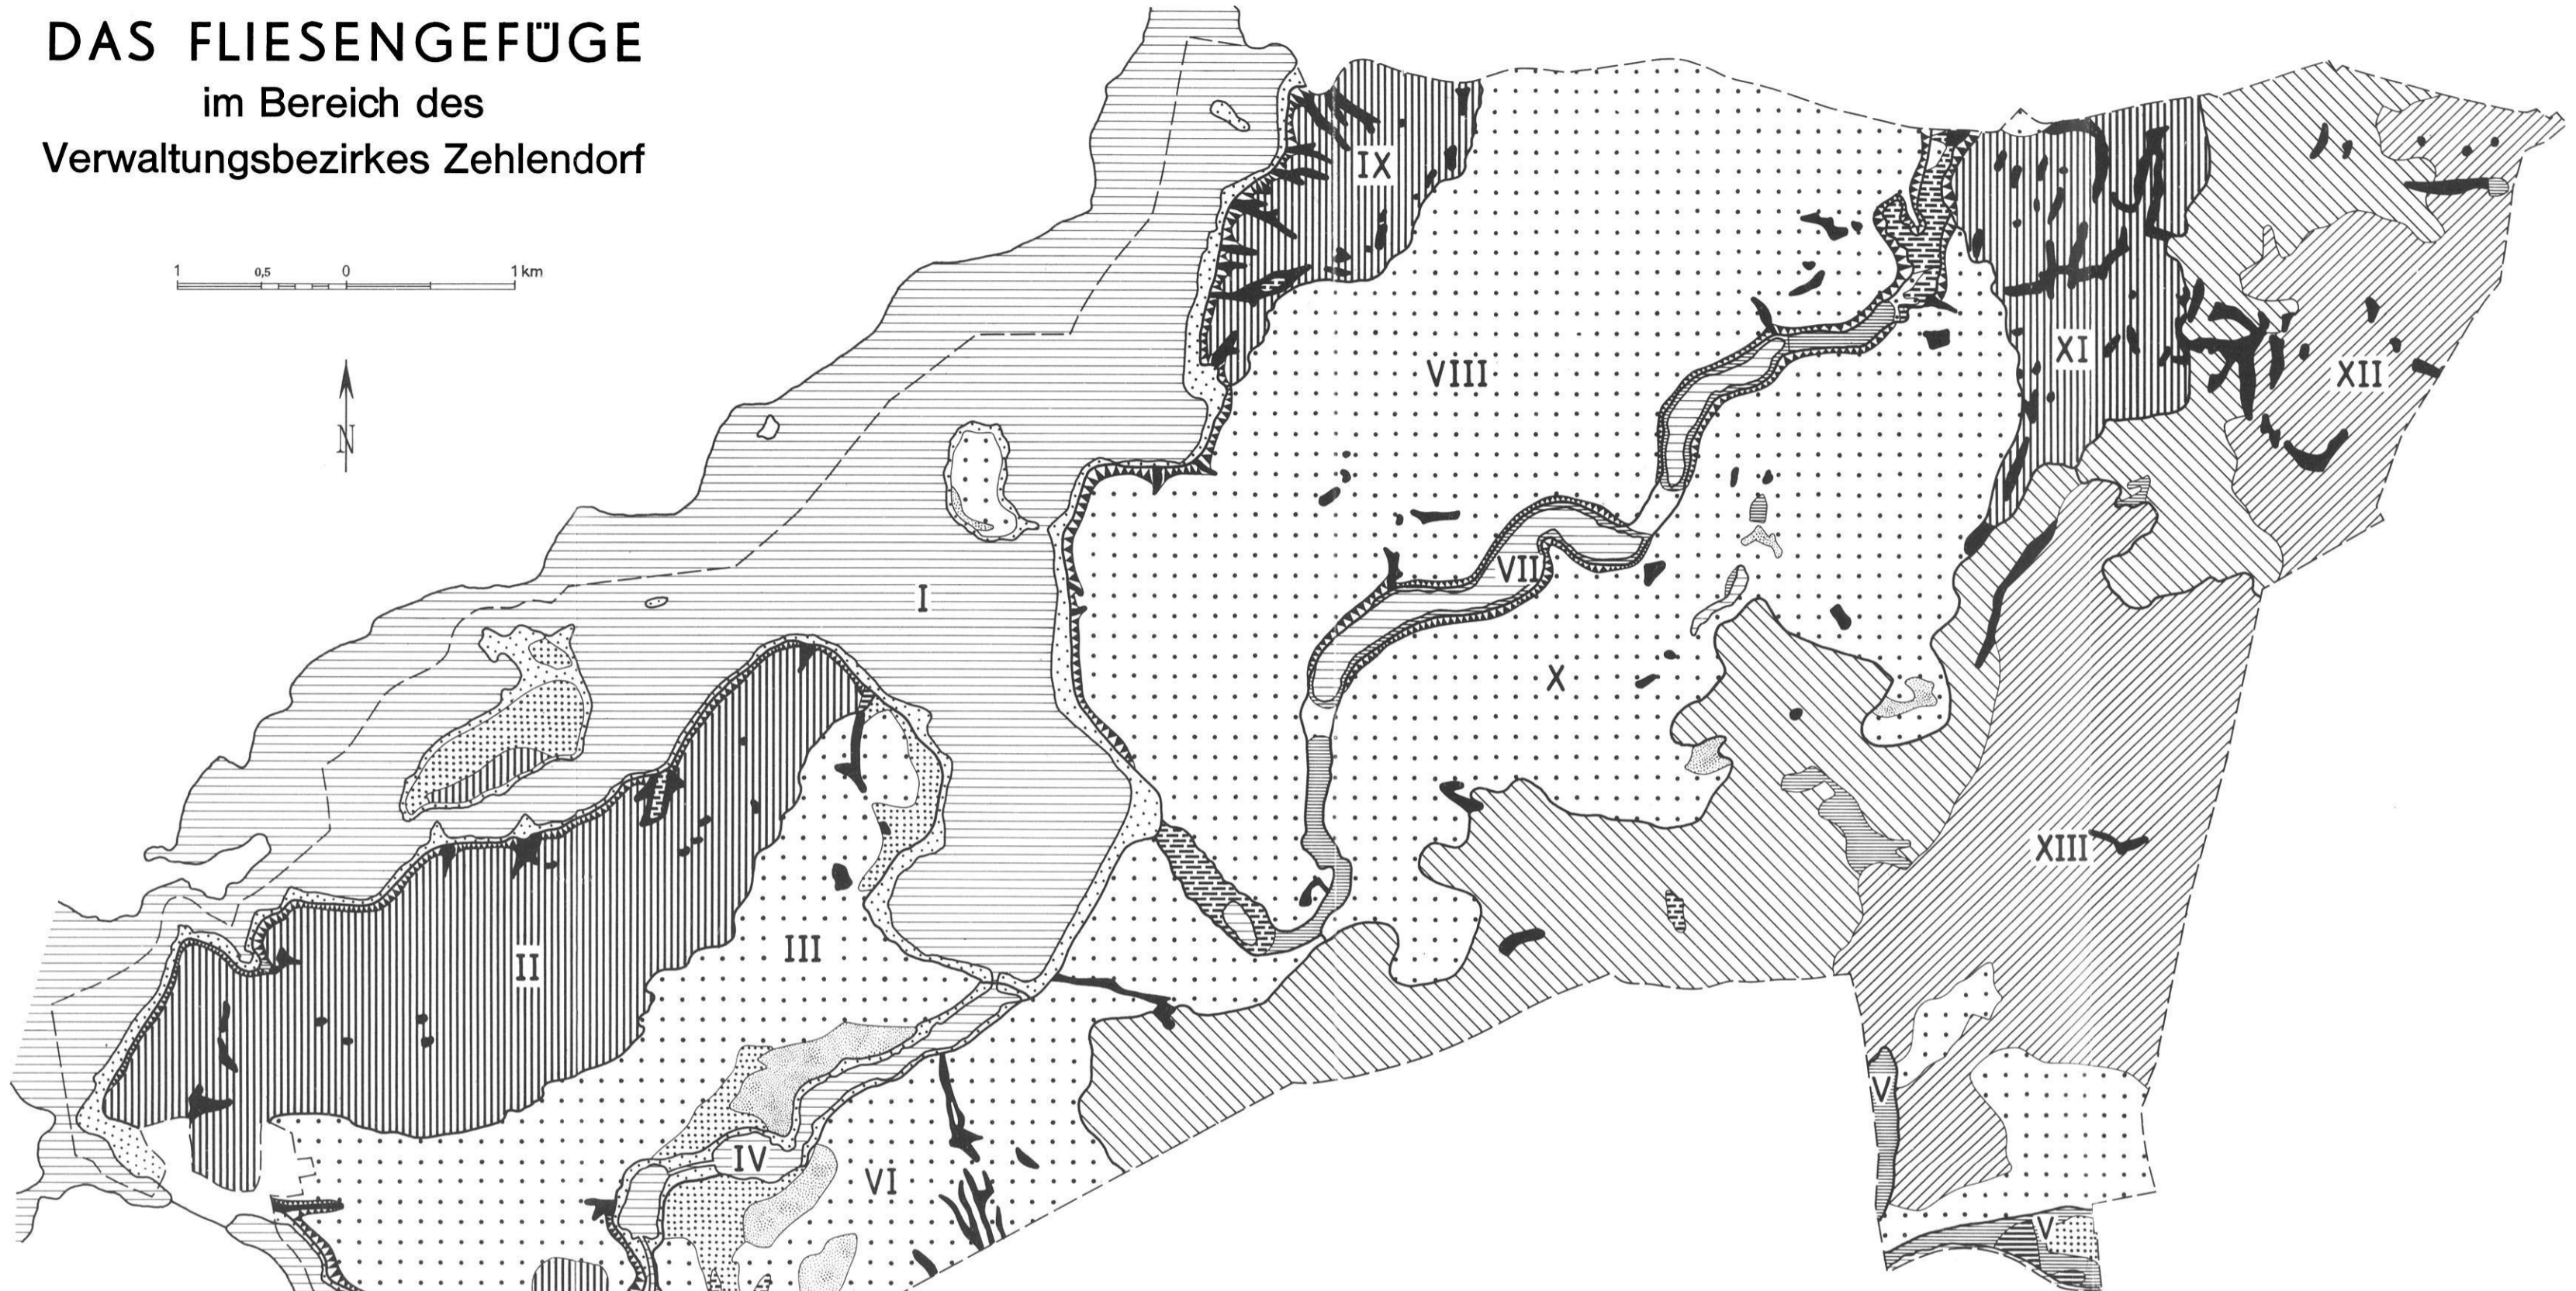 DAS FLIESENGEFÜGE
im Bereich des
Verwaltungsbezirkes Zehlendorf
1 0,5 0 1 km
N
I
II
III
IV
V
V
VI
VII
VIII
IX
X
XI
XII
XIII